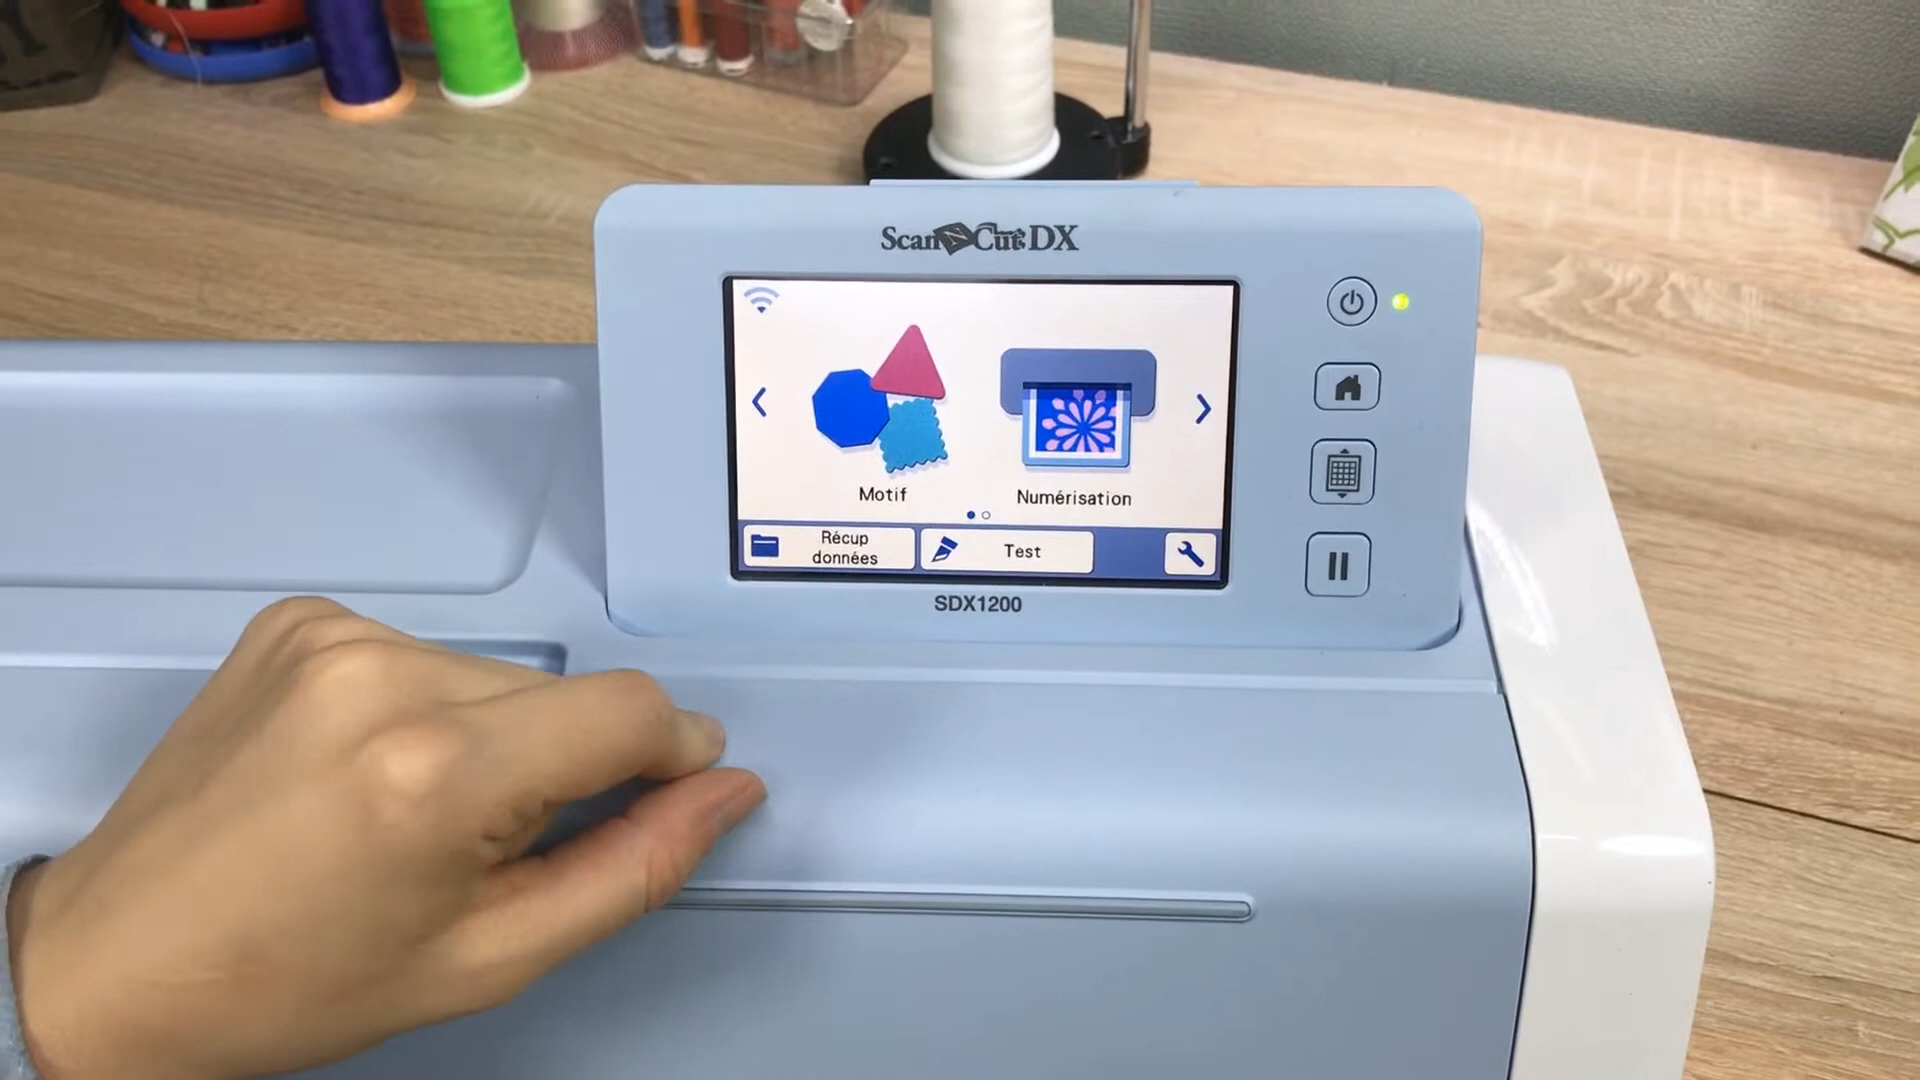 ScanNCut DX
Motif
Numérisation
Récup
données
Test
SDX1200